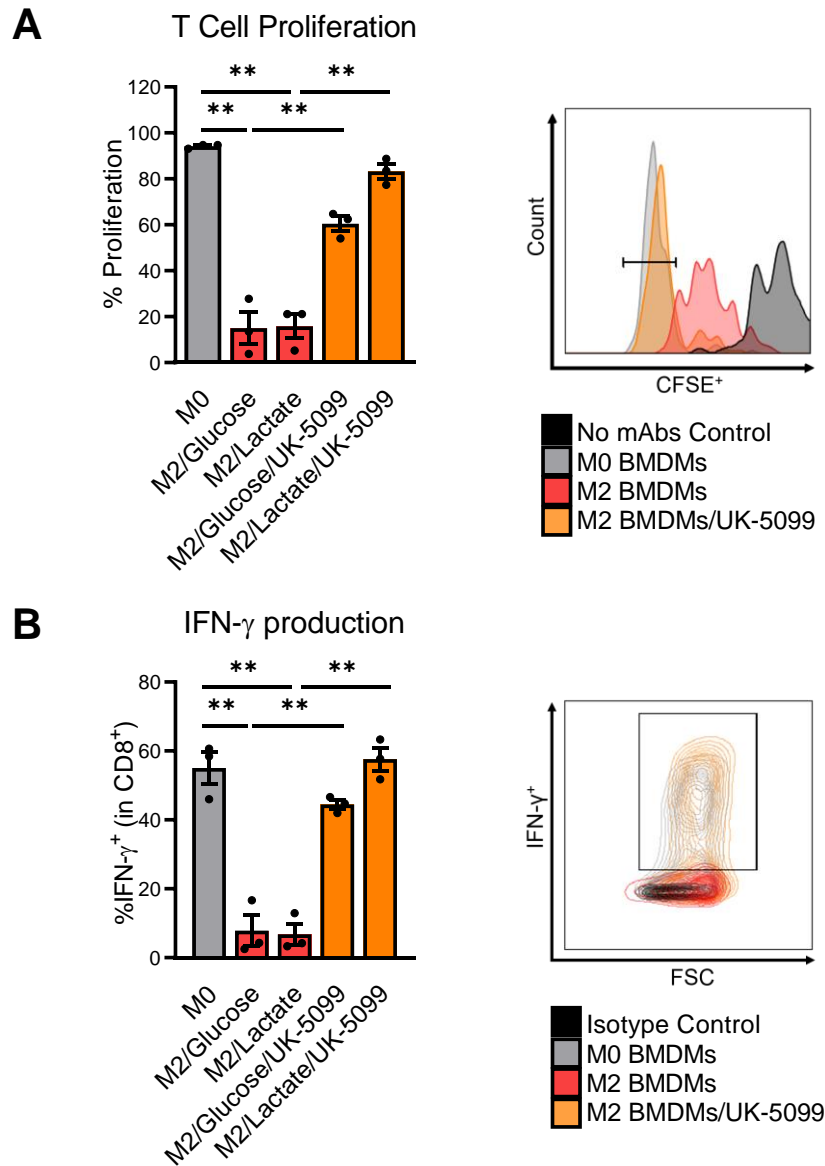 A
T Cell Proliferation
% Proliferation
120
100
80
60
40
20
0
** **
** **
M0
M2/Glucose
M2/Lactate
M2/Glucose/UK-5099
M2/Lactate/UK-5099
Count
CFSE⁺
No mAbs Control
M0 BMDMs
M2 BMDMs
M2 BMDMs/UK-5099
B
IFN-γ production
%IFN-γ⁺ (in CD8⁺)
80
60
40
20
0
** **
** **
M0
M2/Glucose
M2/Lactate
M2/Glucose/UK-5099
M2/Lactate/UK-5099
IFN-γ⁺
FSC
Isotype Control
M0 BMDMs
M2 BMDMs
M2 BMDMs/UK-5099